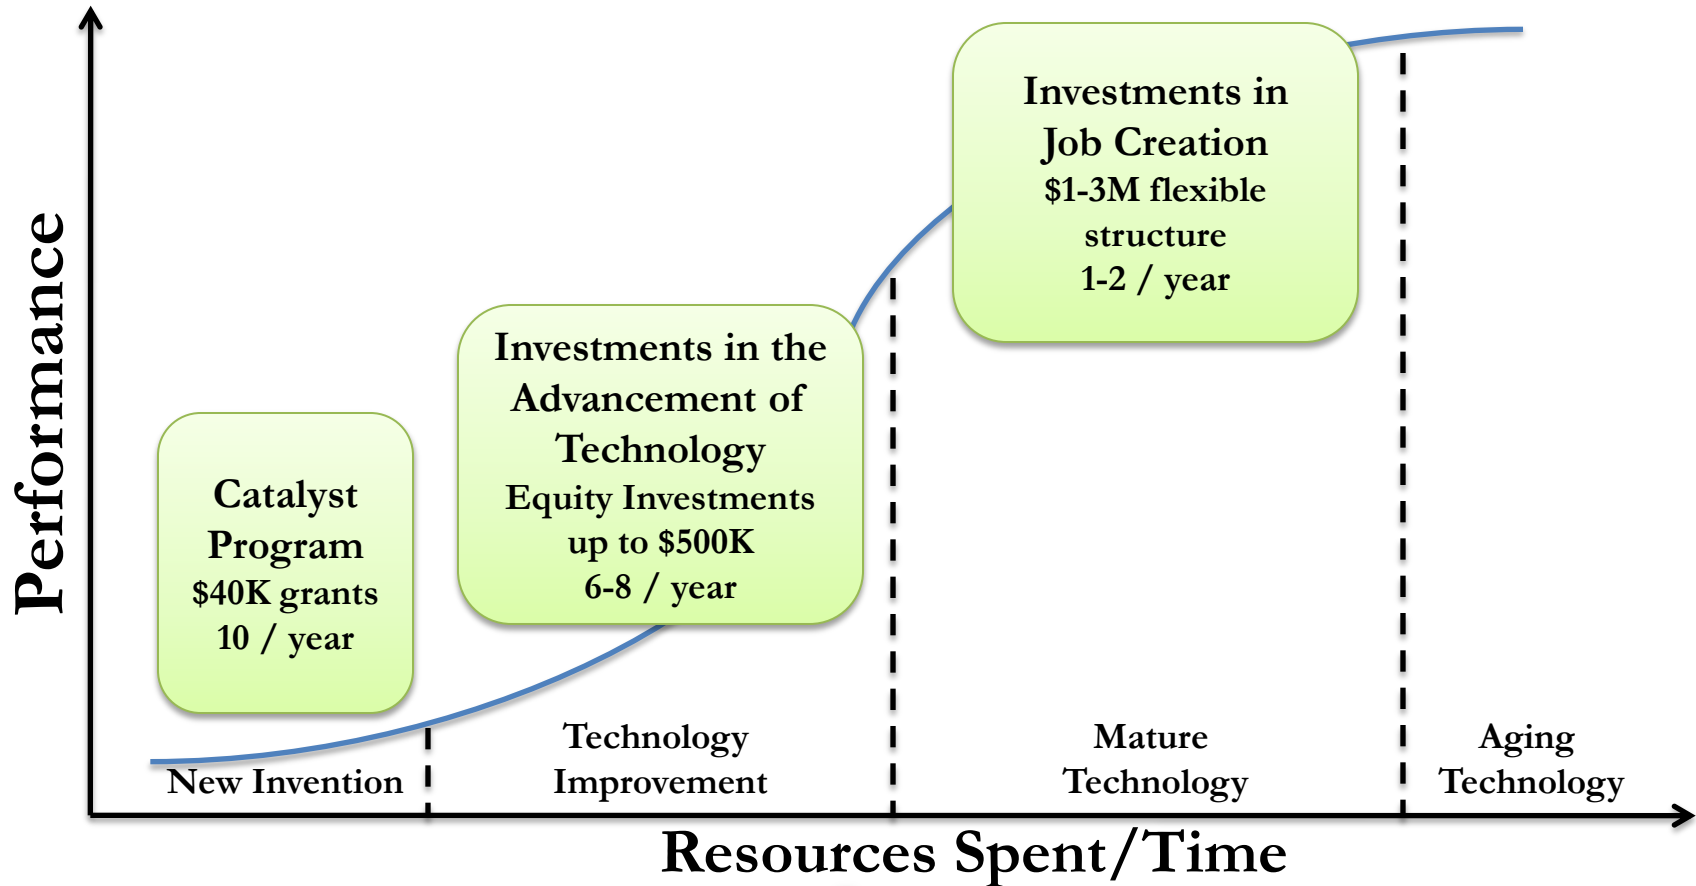 Performance
Catalyst
Program
$40K grants
10 / year
Investments in the
Advancement of
Technology
Equity Investments
up to $500K
6-8 / year
Investments in
Job Creation
$1-3M flexible
structure
1-2 / year
New Invention
Technology
Improvement
Mature
Technology
Aging
Technology
Resources Spent/Time